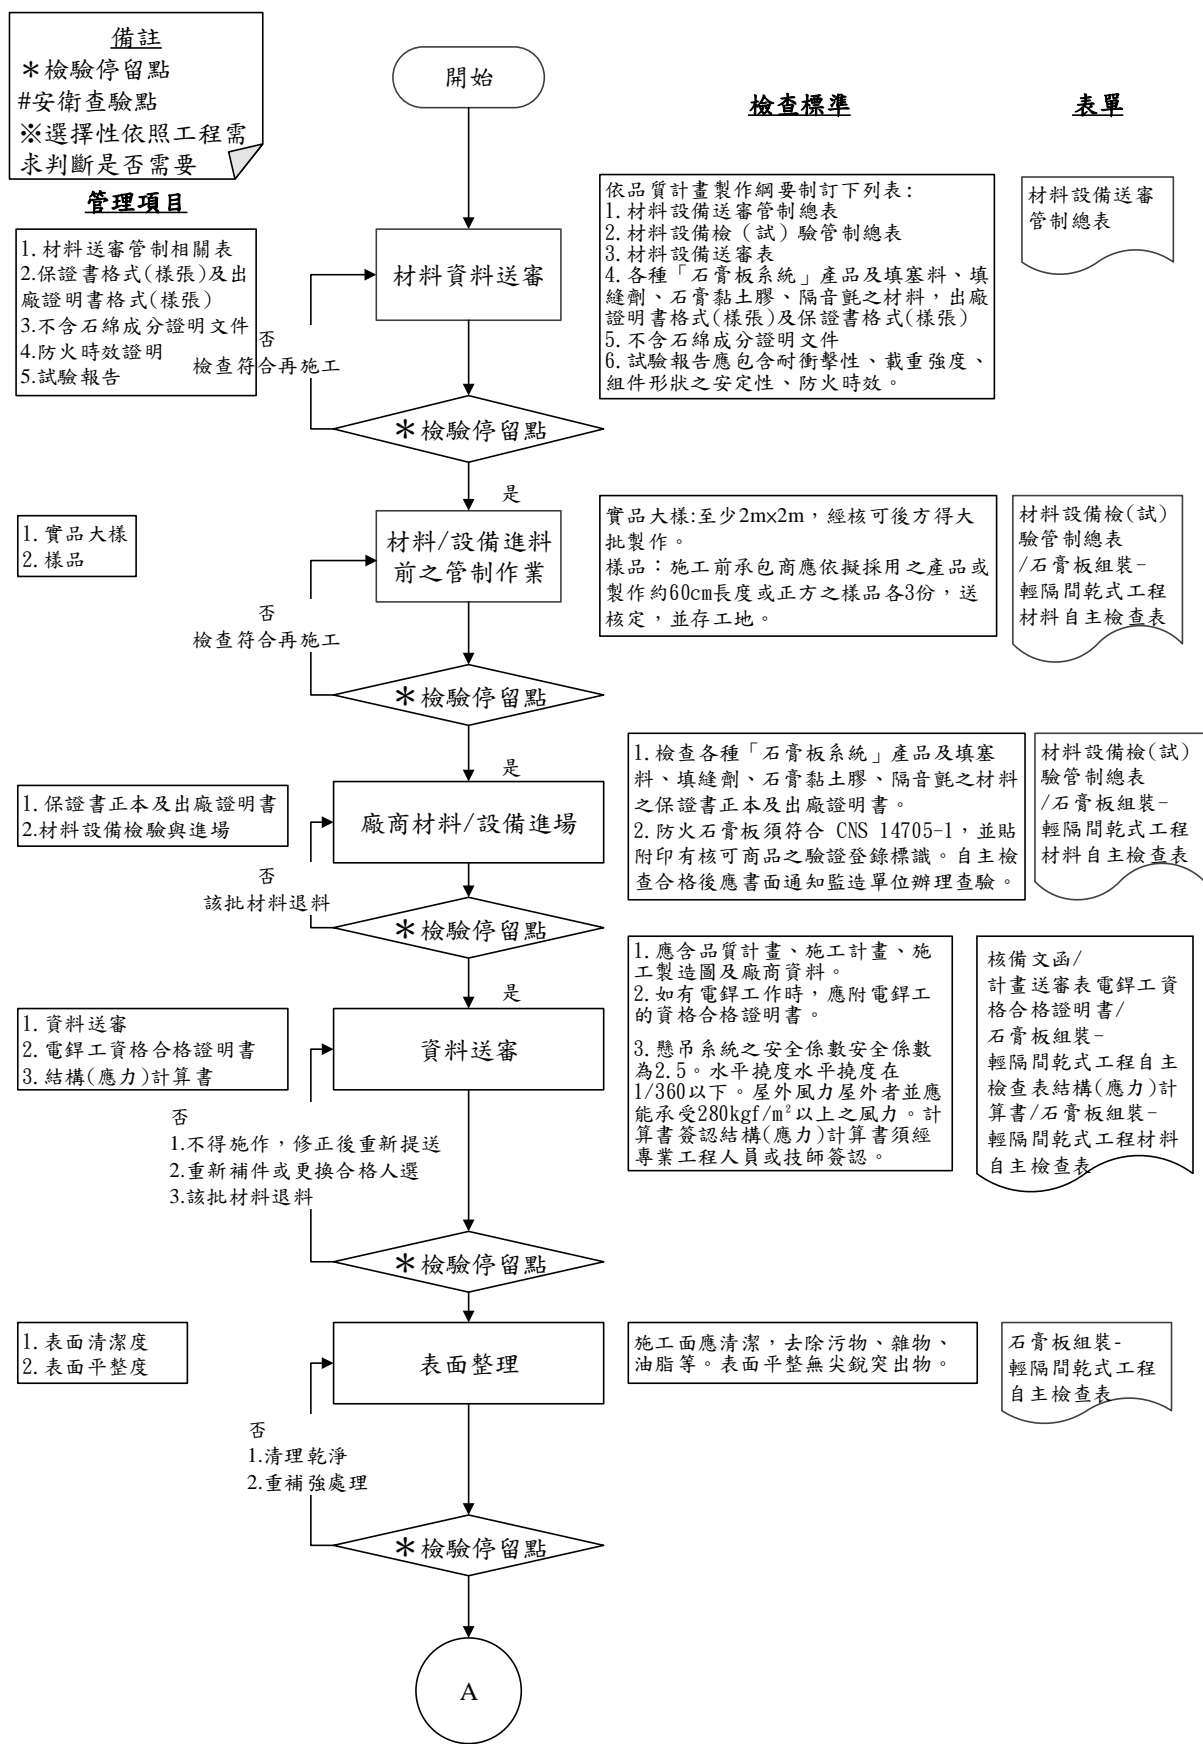 備註
＊檢驗停留點
#安衛查驗點
※選擇性依照工程需
求判斷是否需要
開始
管理項目
檢查標準
表單
1.材料送審管制相關表
2.保證書格式(樣張)及出
廠證明書格式(樣張)
3.不含石綿成分證明文件
4.防火時效證明
5.試驗報告
材料資料送審
否
檢查符合再施工
＊檢驗停留點
是
依品質計畫製作綱要制訂下列表:
1.材料設備送審管制總表
2.材料設備檢（試）驗管制總表
3.材料設備送審表
4.各種「石膏板系統」產品及填塞料、填
縫劑、石膏黏土膠、隔音氈之材料，出廠
證明書格式(樣張)及保證書格式(樣張)
5.不含石綿成分證明文件
6.試驗報告應包含耐衝擊性、載重強度、
組件形狀之安定性、防火時效。
材料設備送審
管制總表
1.實品大樣
2.樣品
材料/設備進料
前之管制作業
否
檢查符合再施工
＊檢驗停留點
是
實品大樣:至少2m×2m，經核可後方得大
批製作。
樣品：施工前承包商應依擬採用之產品或
製作約60cm長度或正方之樣品各3份，送
核定，並存工地。
材料設備檢(試)
驗管制總表
/石膏板組裝-
輕隔間乾式工程
材料自主檢查表
1.保證書正本及出廠證明書
2.材料設備檢驗與進場
廠商材料/設備進場
否
該批材料退料
＊檢驗停留點
是
1.檢查各種「石膏板系統」產品及填塞
料、填縫劑、石膏黏土膠、隔音氈之材料
之保證書正本及出廠證明書。
2.防火石膏板須符合 CNS 14705-1，並貼
附印有核可商品之驗證登錄標識。自主檢
查合格後應書面通知監造單位辦理查驗。
材料設備檢(試)
驗管制總表
/石膏板組裝-
輕隔間乾式工程
材料自主檢查表
1.資料送審
2.電銲工資格合格證明書
3.結構(應力)計算書
資料送審
否
1.不得施作，修正後重新提送
2.重新補件或更換合格人選
3.該批材料退料
＊檢驗停留點
1.應含品質計畫、施工計畫、施
工製造圖及廠商資料。
2.如有電銲工作時，應附電銲工
的資格合格證明書。
3.懸吊系統之安全係數安全係數
為2.5。水平撓度水平撓度在
1/360以下。屋外風力屋外者並應
能承受280kgf/m²以上之風力。計
算書簽認結構(應力)計算書須經
專業工程人員或技師簽認。
核備文函/
計畫送審表電銲工資
格合格證明書/
石膏板組裝-
輕隔間乾式工程自主
檢查表結構(應力)計
算書/石膏板組裝-
輕隔間乾式工程材料
自主檢查表
1.表面清潔度
2.表面平整度
表面整理
否
1.清理乾淨
2.重補強處理
＊檢驗停留點
施工面應清潔，去除污物、雜物、
油脂等。表面平整無尖銳突出物。
石膏板組裝-
輕隔間乾式工程
自主檢查表
A